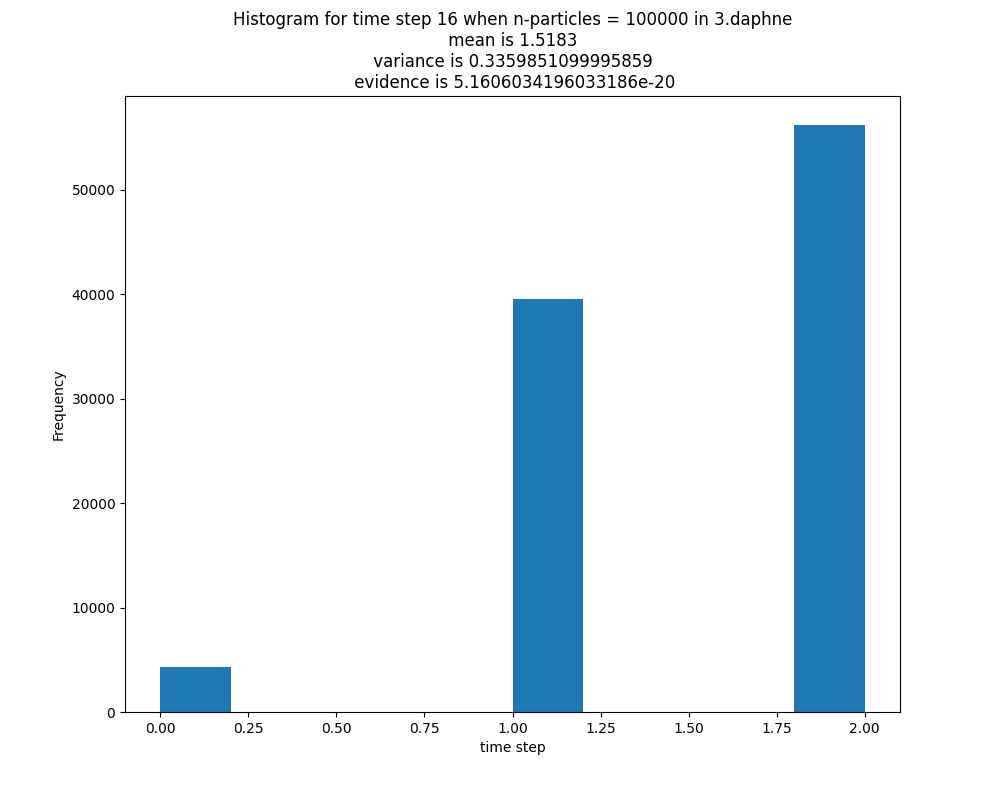 Histogram for time step 16 when n-particles = 100000 in 3.daphne
mean is 1.5183
variance is 0.3359851099995859
evidence is 5.1606034196033186e-20
50000
40000
30000
20000
10000
0
Frequency
0.00 0.25 0.50 0.75 1.00 1.25 1.50 1.75 2.00
time step